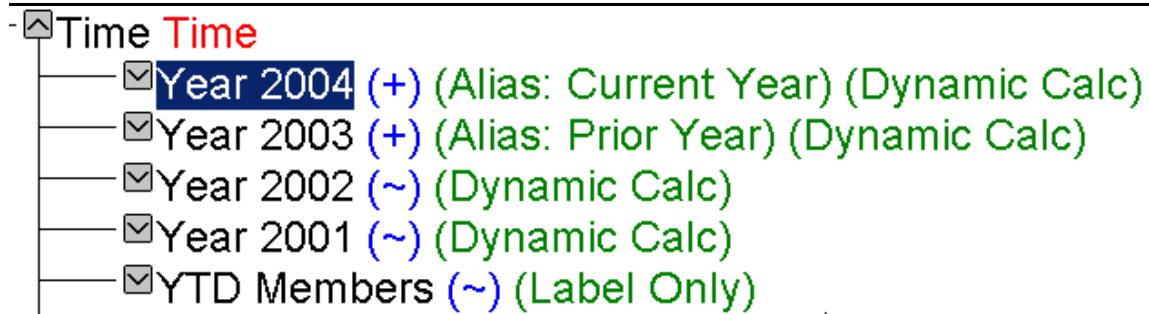 Time Time
Year 2004 (+) (Alias: Current Year) (Dynamic Calc)
Year 2003 (+) (Alias: Prior Year) (Dynamic Calc)
Year 2002 (~) (Dynamic Calc)
Year 2001 (~) (Dynamic Calc)
YTD Members (~) (Label Only)